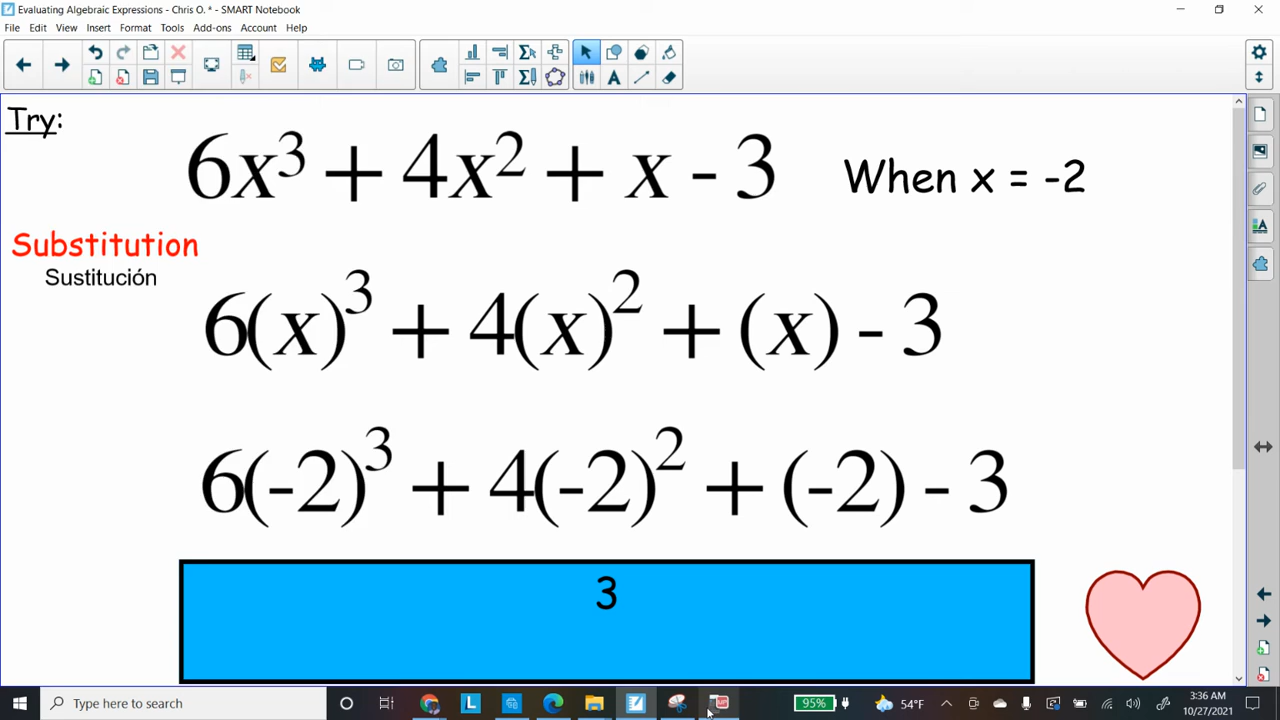 Evaluating Algebraic Expressions - Chris O. * - SMART Notebook
File Edit View Insert Format Tools Add-ons Account Help
Try:
6x³ + 4x² + x - 3 When x = -2
Substitution
Sustitución
6(x)³ + 4(x)² + (x) - 3
6(-2)³ + 4(-2)² + (-2) - 3
3
Type here to search
95%
54°F
3:36 AM
10/27/2021